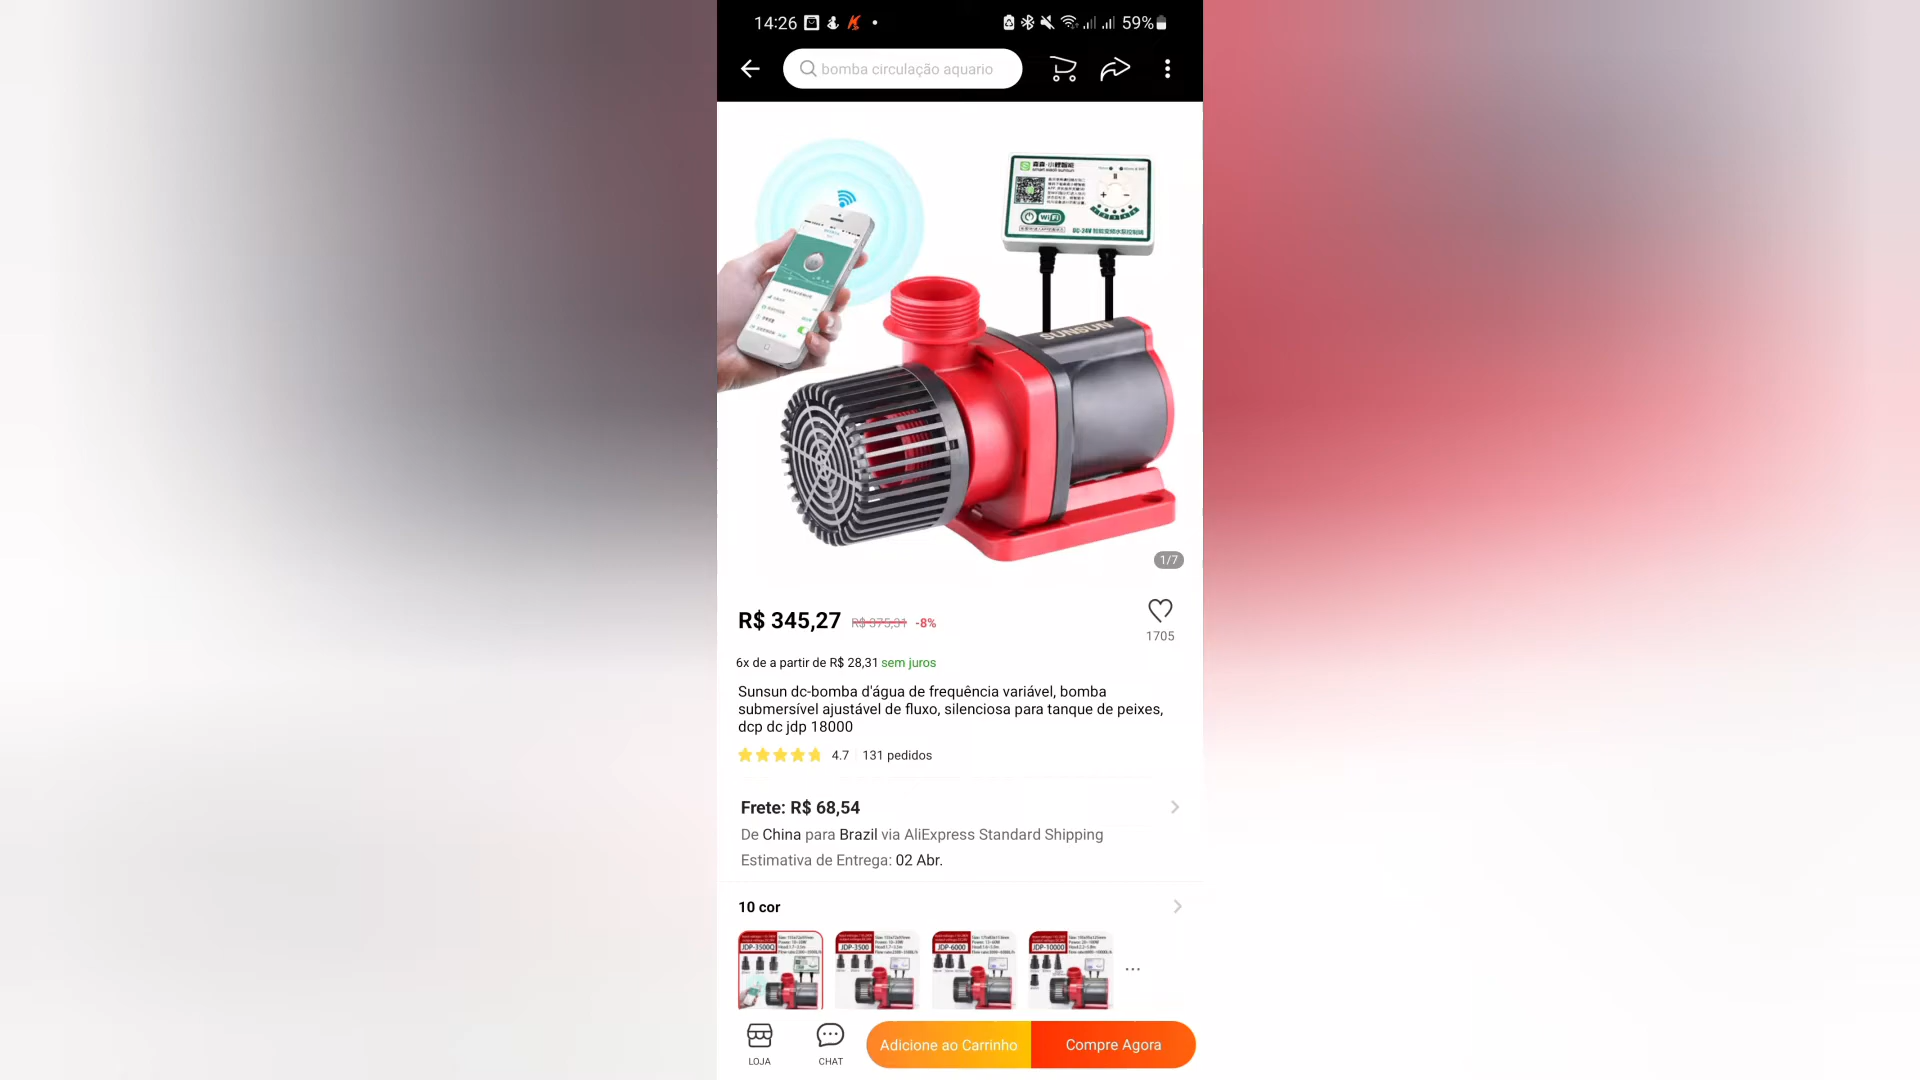 14:26
59%
bomba circulação aquario
WiFi
SUNSUN
1/7
R$ 345,27 R$ 375,31 -8%
1705
6x de a partir de R$ 28,31 sem juros
Sunsun dc-bomba d'água de frequência variável, bomba
submersível ajustável de fluxo, silenciosa para tanque de peixes,
dcp dc jdp 18000
4.7 131 pedidos
Frete: R$ 68,54
De China para Brazil via AliExpress Standard Shipping
Estimativa de Entrega: 02 Abr.
10 cor
JDP-3500Q
JDP-3500
JDP-6000
JDP-10000
LOJA
CHAT
Adicione ao Carrinho
Compre Agora